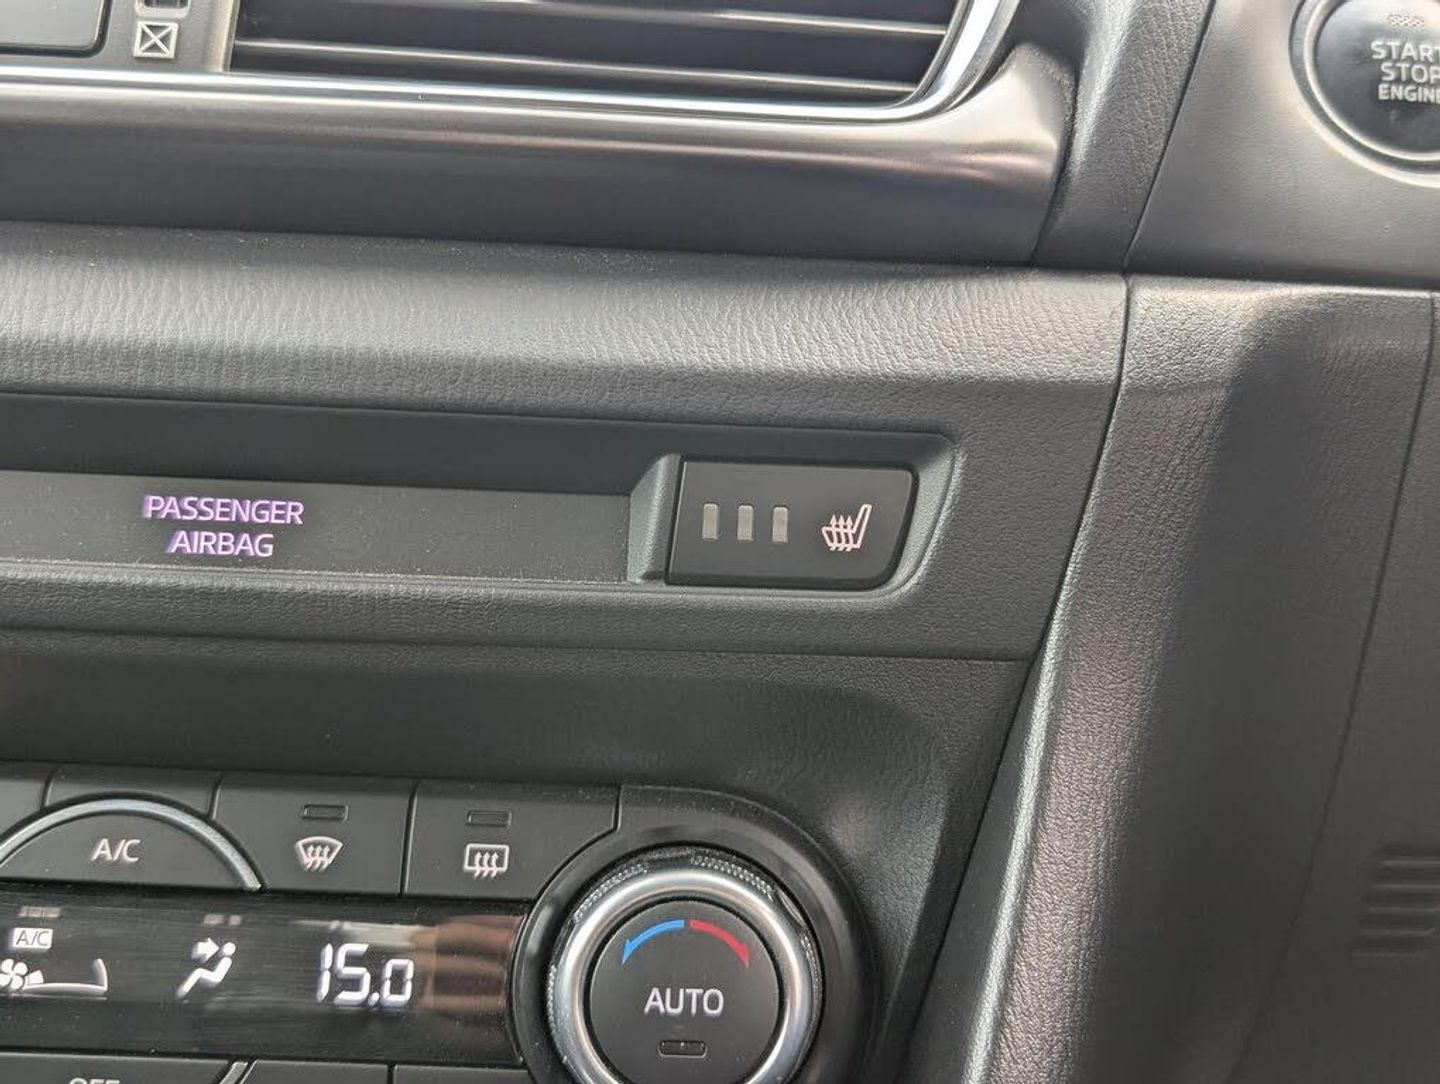 START
STOP
ENGINE
PASSENGER
AIRBAG
A/C
A/C
15.0
AUTO